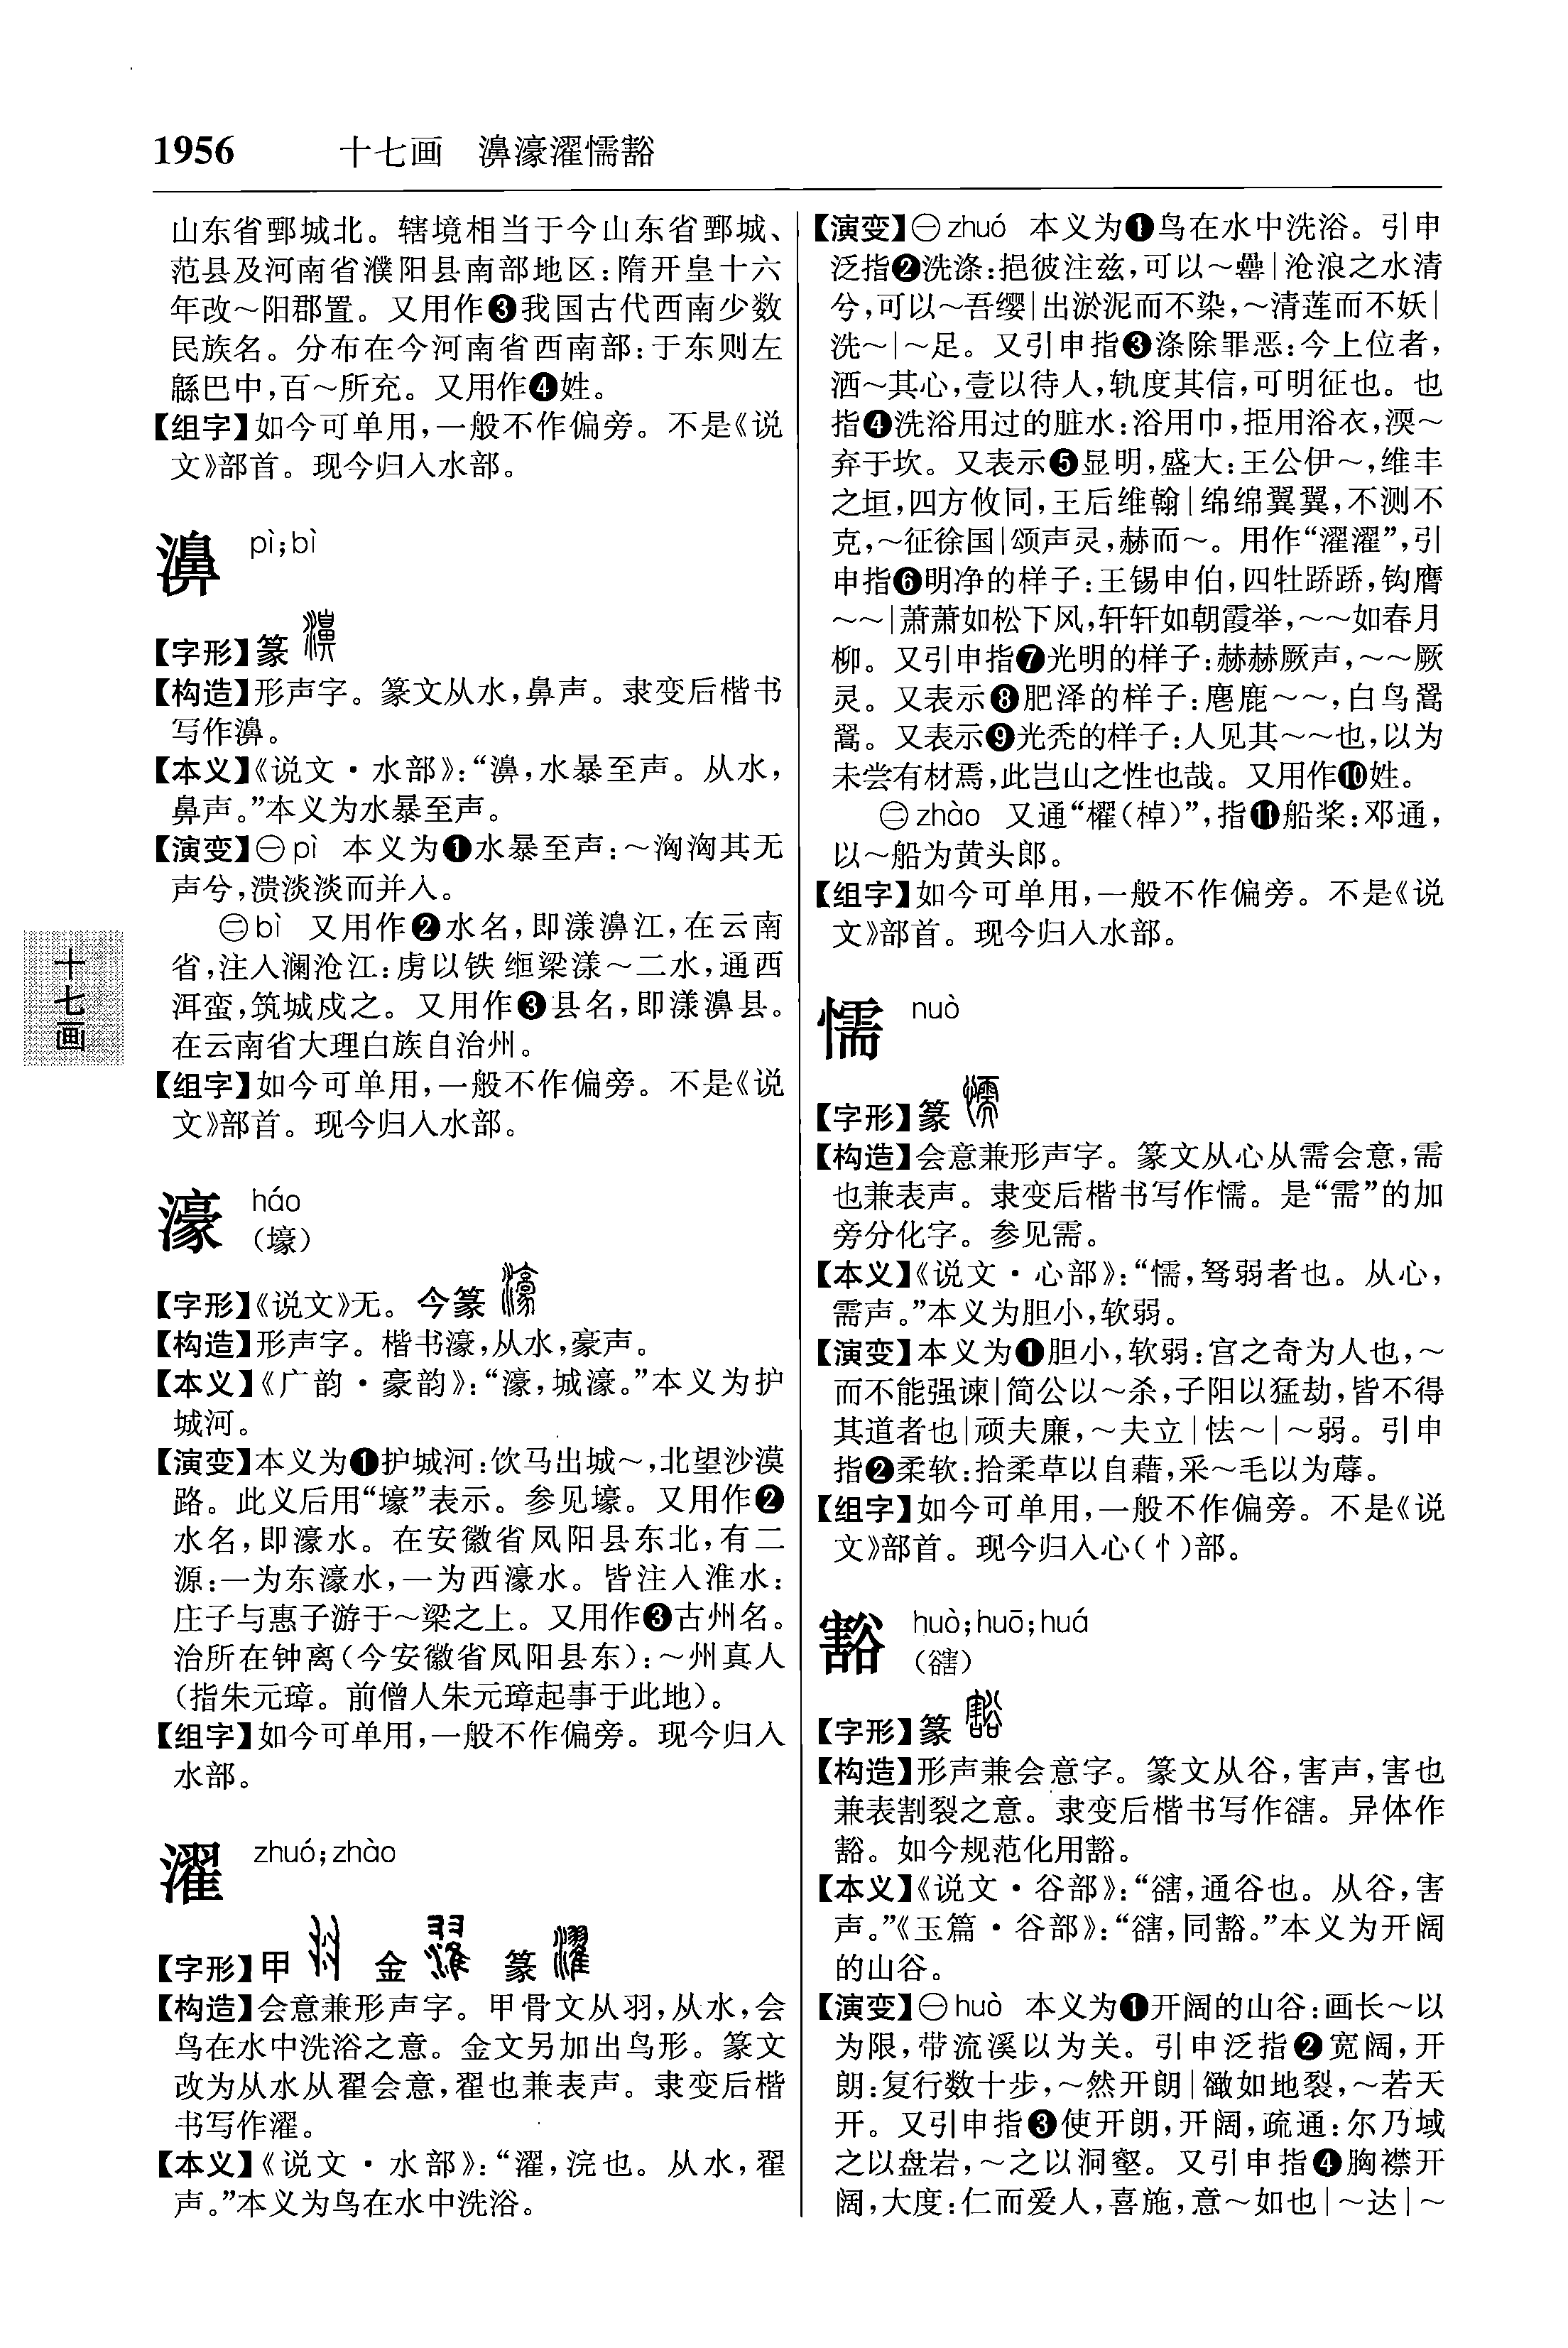 1956 十七画 濞濠濯懦豁
山东省鄄城北。辖境相当于今山东省鄄城、
范县及河南省濮阳县南部地区:隋开皇十六
年改～阳郡置。又用作❸我国古代西南少数
民族名。分布在今河南省西南部:于东则左
緜巴中,百～所充。又用作❹姓。
【组字】如今可单用,一般不作偏旁。不是《说
文》部首。现今归入水部。
濞 pì;bì
【字形】篆
【构造】形声字。篆文从水,鼻声。隶变后楷书
写作濞。
【本义】《说文·水部》:“濞,水暴至声。从水,
鼻声。”本义为水暴至声。
【演变】㊀pì 本义为❶水暴至声:～洶洶其无
声兮,溃淡淡而并入。
㊁bì 又用作❷水名,即漾濞江,在云南
省,注入澜沧江:虏以铁 絙梁漾～二水,通西
洱蛮,筑城戍之。又用作❸县名,即漾濞县。
在云南省大理白族自治州。
【组字】如今可单用,一般不作偏旁。不是《说
文》部首。现今归入水部。
濠 háo
(壕)
【字形】《说文》无。今篆
【构造】形声字。楷书濠,从水,豪声。
【本义】《广韵·豪韵》:“濠,城濠。”本义为护
城河。
【演变】本义为❶护城河:饮马出城～,北望沙漠
路。此义后用“壕”表示。参见壕。又用作❷
水名,即濠水。在安徽省凤阳县东北,有二
源:一为东濠水,一为西濠水。皆注入淮水:
庄子与惠子游于～梁之上。又用作❸古州名。
治所在钟离(今安徽省凤阳县东):～州真人
(指朱元璋。前僧人朱元璋起事于此地)。
【组字】如今可单用,一般不作偏旁。现今归入
水部。
濯 zhuó;zhào
【字形】甲 金 篆
【构造】会意兼形声字。甲骨文从羽,从水,会
鸟在水中洗浴之意。金文另加出鸟形。篆文
改为从水从翟会意,翟也兼表声。隶变后楷
书写作濯。
【本义】《说文·水部》:“濯,浣也。从水,翟
声。”本义为鸟在水中洗浴。
【演变】㊀zhuó 本义为❶鸟在水中洗浴。引申
泛指❷洗涤:挹彼注兹,可以～罍|沧浪之水清
兮,可以～吾缨|出淤泥而不染,～清莲而不妖|
洗～|～足。又引申指❸涤除罪恶:今上位者,
洒～其心,壹以待人,轨度其信,可明征也。也
指❹洗浴用过的脏水:浴用巾,挋用浴衣,渜～
弃于坎。又表示❺显明,盛大:王公伊～,维丰
之垣,四方攸同,王后维翰|绵绵翼翼,不测不
克,～征徐国|颂声灵,赫而～。用作“濯濯”,引
申指❻明净的样子:王锡申伯,四牡跻跻,钩膺
～～|萧萧如松下风,轩轩如朝霞举,～～如春月
柳。又引申指❼光明的样子:赫赫厥声,～～厥
灵。又表示❽肥泽的样子:麀鹿～～,白鸟翯
翯。又表示❾光秃的样子:人见其～～也,以为
未尝有材焉,此岂山之性也哉。又用作❿姓。
㊁zhào 又通“櫂(棹)”,指⓫船桨:邓通,
以～船为黄头郎。
【组字】如今可单用,一般不作偏旁。不是《说
文》部首。现今归入水部。
懦 nuò
【字形】篆
【构造】会意兼形声字。篆文从心从需会意,需
也兼表声。隶变后楷书写作懦。是“需”的加
旁分化字。参见需。
【本义】《说文·心部》:“懦,驽弱者也。从心,
需声。”本义为胆小,软弱。
【演变】本义为❶胆小,软弱:宫之奇为人也,～
而不能强谏|简公以～杀,子阳以猛劫,皆不得
其道者也|顽夫廉,～夫立|怯～|～弱。引申
指❷柔软:拾柔草以自藉,采～毛以为蓐。
【组字】如今可单用,一般不作偏旁。不是《说
文》部首。现今归入心(忄)部。
豁 huò;huō;huá
(𧯆)
【字形】篆
【构造】形声兼会意字。篆文从谷,害声,害也
兼表割裂之意。隶变后楷书写作𧯆。异体作
豁。如今规范化用豁。
【本义】《说文·谷部》:“𧯆,通谷也。从谷,害
声。”《玉篇·谷部》:“𧯆,同豁。”本义为开阔
的山谷。
【演变】㊀huò 本义为❶开阔的山谷:画长～以
为限,带流溪以为关。引申泛指❷宽阔,开
朗:复行数十步,～然开朗|豃如地裂,～若天
开。又引申指❸使开朗,开阔,疏通:尔乃域
之以盘岩,～之以洞壑。又引申指❹胸襟开
阔,大度:仁而爱人,喜施,意～如也|～达|～
十七画